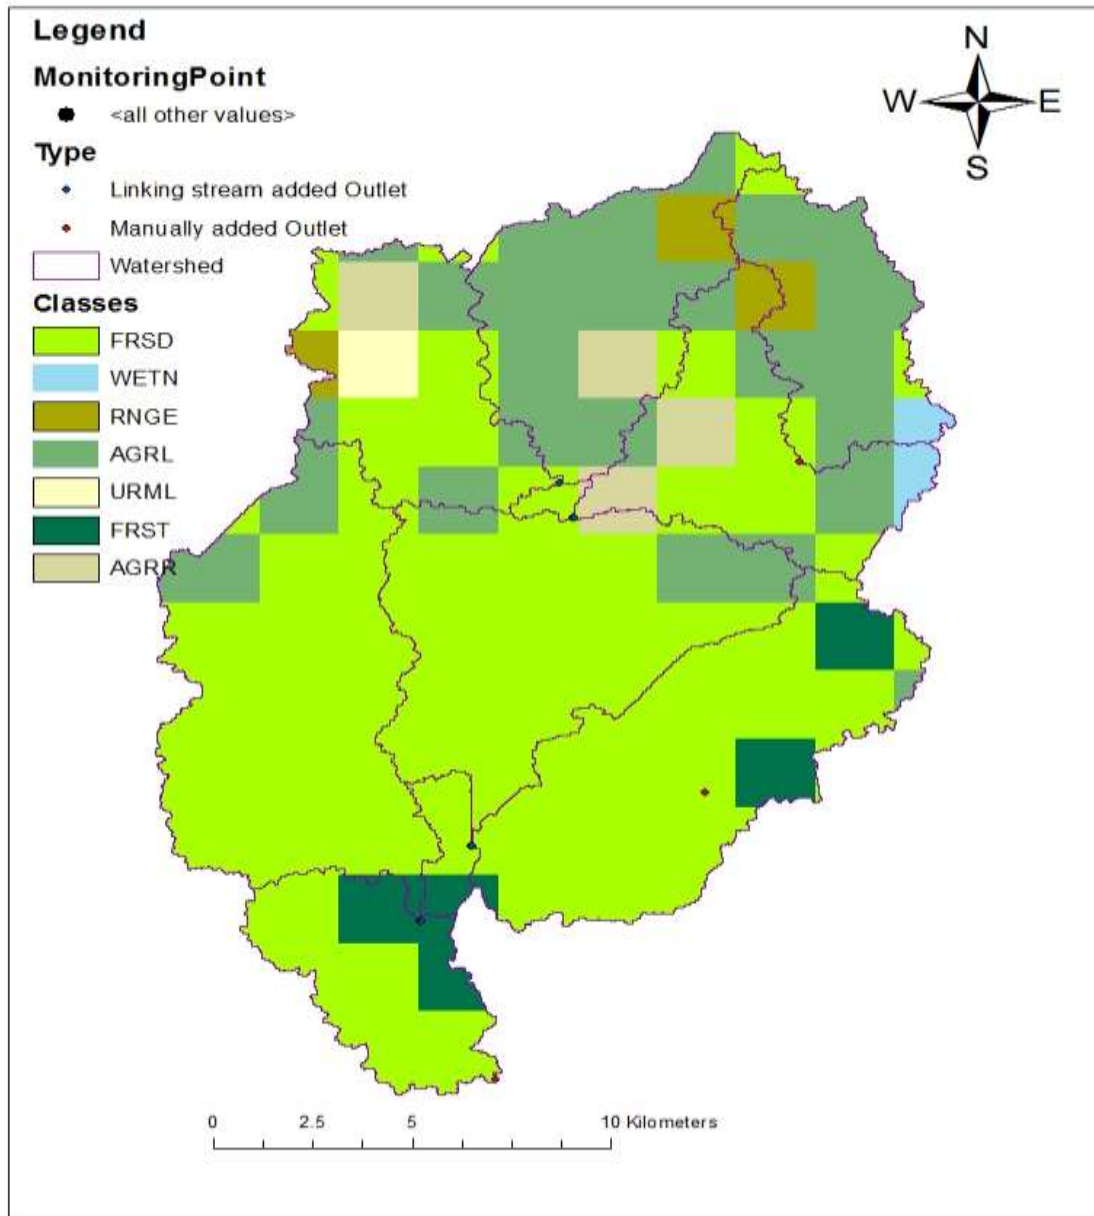 Legend
MonitoringPoint
<all other values>
Type
Linking stream added Outlet
Manually added Outlet
Watershed
Classes
FRSD
WETN
RNGE
AGRL
URML
FRST
AGRR
N
W E
S
0 2.5 5 10 Kilometers